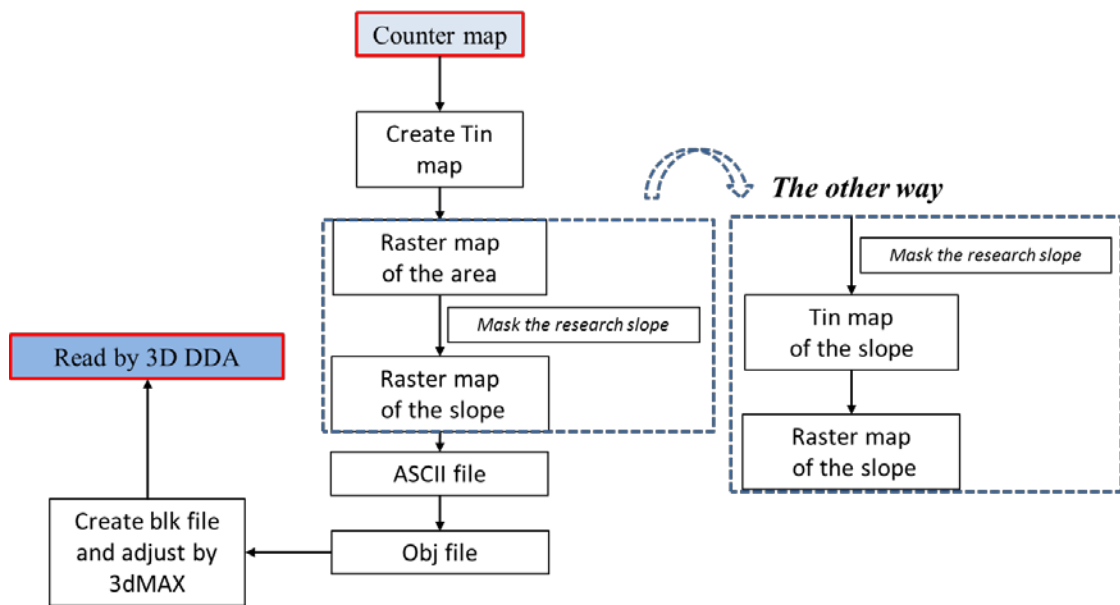 Counter map
Create Tin
map
The other way
Raster map
of the area
Mask the research slope
Mask the research slope
Tin map
of the slope
Read by 3D DDA
Raster map
of the slope
Raster map
of the slope
ASCII file
Create blk file
and adjust by
3dMAX
Obj file